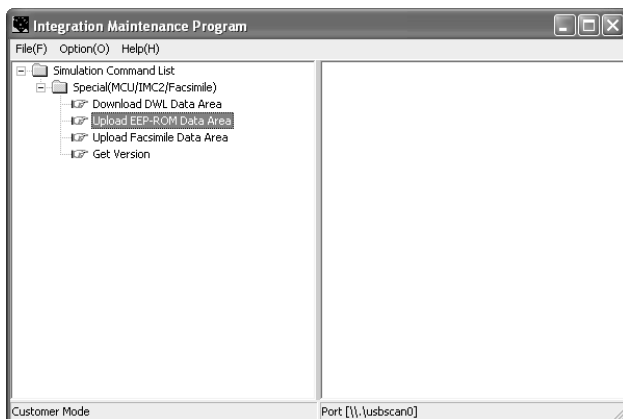 Integration Maintenance Program
File(F) Option(O) Help(H)
Simulation Command List
Special(MCU/IMC2/Facsimile)
Download DWL Data Area
Upload EEP-ROM Data Area
Upload Facsimile Data Area
Get Version
Customer Mode Port [\\.\usbscan0]